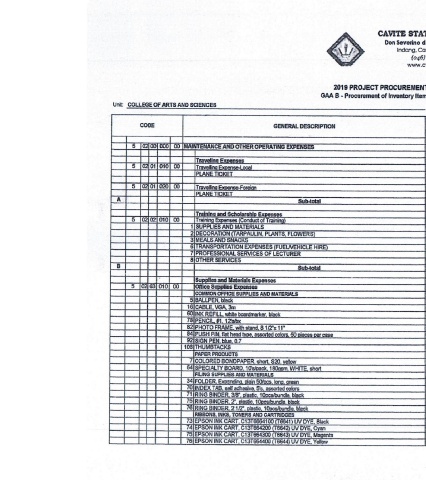 CAVITE STAT
Don Severino d
Indang, Ca
(046)
www.c
2019 PROJECT PROCUREMENT
GAA B - Procurement of Inventory Item
Unit: COLLEGE OF ARTS AND SCIENCES
CODE GENERAL DESCRIPTION
5 02 00 000 00 MAINTENANCE AND OTHER OPERATING EXPENSES
Traveling Expenses
5 02 01 010 00 Travelling Expense-Local
PLANE TICKET
5 02 01 020 00 Travelling Expense-Foreign
PLANE TICKET
A Sub-total
Training and Scholarship Expenses
5 02 02 010 00 Training Expenses (Conduct of Training)
1 SUPPLIES AND MATERIALS
2 DECORATION (TARPAULIN, PLANTS, FLOWERS)
3 MEALS AND SNACKS
6 TRANSPORTATION EXPENSES (FUEL/VEHICLE HIRE)
7 PROFESSIONAL SERVICES OF LECTURER
8 OTHER SERVICES
B Sub-total
Supplies and Materials Expenses
5 02 03 010 00 Office Supplies Expenses
COMMON OFFICE SUPPLIES AND MATERIALS
5 BALLPEN, black
16 CABLE, VGA, 3m
60 INK REFILL, white boardmarker, black
78 PENCIL, #1, 12's/bx
82 PHOTO FRAME, with stand, 8 1/2"x 11"
84 PUSH PIN, flat head type, assorted colors, 50 pieces per case
92 SIGN PEN, blue, 0.7
106 THUMBTACKS
PAPER PRODUCTS
7 COLORED BONDPAPER, short, S20, yellow
64 SPECIALTY BOARD, 10's/pack, 180gsm, WHITE, short
FILING SUPPLIES AND MATERIALS
34 FOLDER, Expanding, plain 50/box, long, green
70 INDEX TAB, self adhesive, 5's, assorted colors
71 RING BINDER, 3/8", plastic, 10pcs/bundle, black
75 RING BINDER, 2", plastic, 10pcs/bundle, black
76 RING BINDER, 2 1/2", plastic, 10pcs/bundle, black
RIBBONS, INKS, TONERS AND CARTRIDGES
73 EPSON INK CART, C13T664100 (T6641) UV DYE, Black
74 EPSON INK CART, C13T664200 (T6642) UV DYE, Cyan
75 EPSON INK CART, C13T664300 (T6643) UV DYE, Magenta
76 EPSON INK CART, C13T664400 (T6644) UV DYE, Yellow